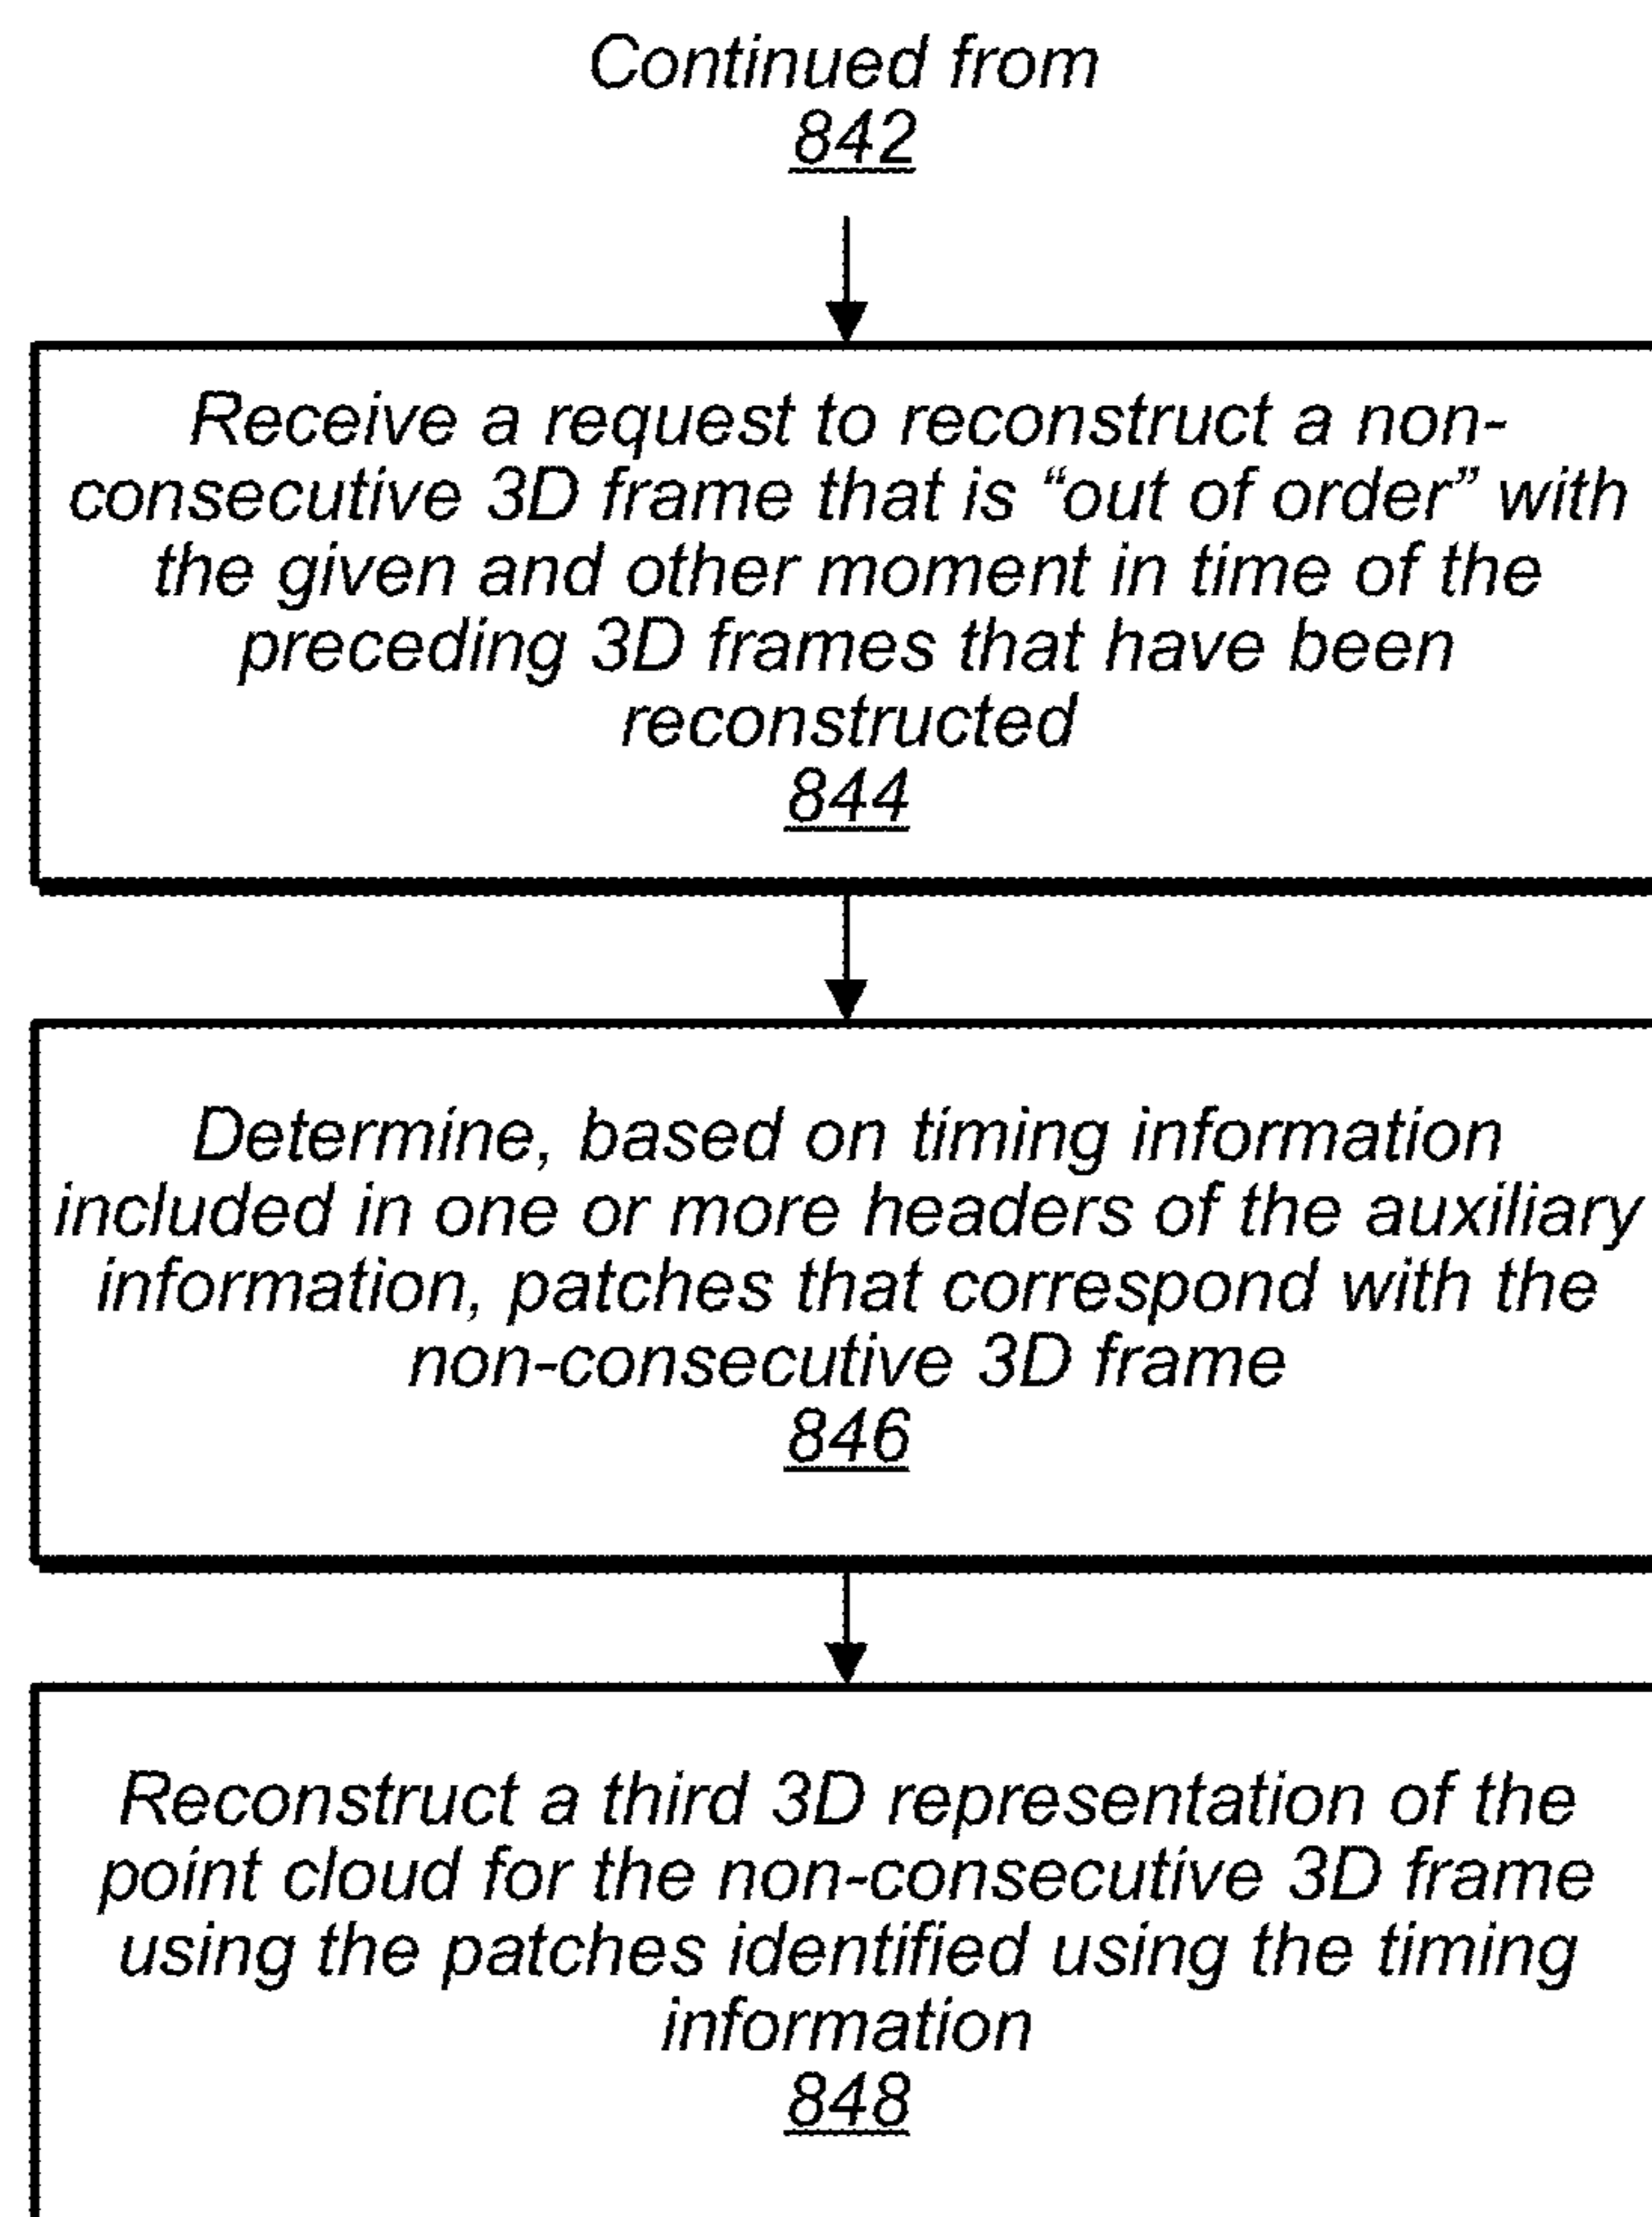 Continued from
842
Receive a request to reconstruct a non-
consecutive 3D frame that is “out of order” with
the given and other moment in time of the
preceding 3D frames that have been
reconstructed
844
Determine, based on timing information
included in one or more headers of the auxiliary
information, patches that correspond with the
non-consecutive 3D frame
846
Reconstruct a third 3D representation of the
point cloud for the non-consecutive 3D frame
using the patches identified using the timing
information
848